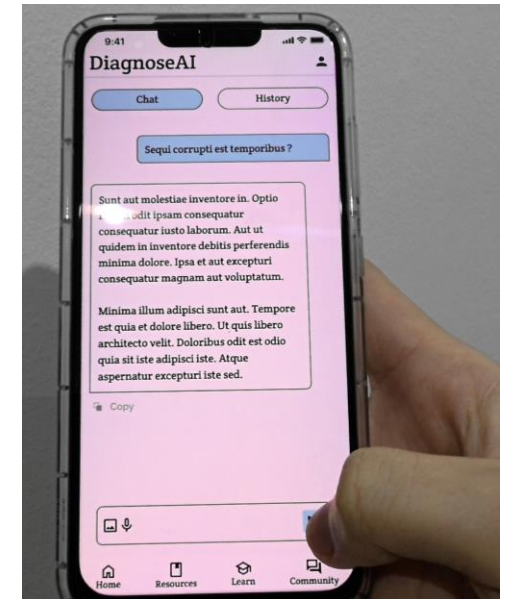 9:41
DiagnoseAI
Chat
History
Sequi corrupti est temporibus ?
Sunt aut molestiae inventore in. Optio
odit ipsam consequatur
consequatur iusto laborum. Aut ut
quidem in inventore debitis perferendis
minima dolore. Ipsa et aut excepturi
consequatur magnam aut voluptatum.
Minima illum adipisci sunt aut. Tempore
est quia et dolore libero. Ut quis libero
architecto velit. Doloribus odit est odio
quia sit iste adipisci iste. Atque
aspernatur excepturi iste sed.
Copy
Home
Resources
Learn
Community